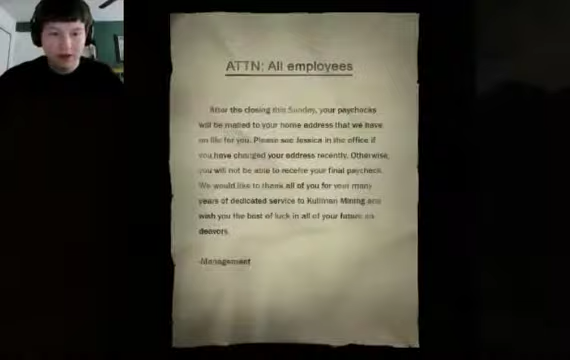 ATTN: All employees
After the closing this Sunday, your paychecks
will be mailed to your home address that we have
on file for you. Please see Jessica in the office if
you have changed your address recently. Otherwise,
you will not be able to receive your final paycheck.
We would like to thank all of you for your many
years of dedicated service to Kullman Mining and
wish you the best of luck in all of your future en-
deavors.
-Management